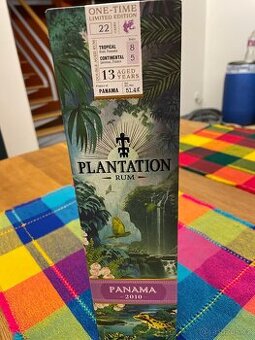 ONE-TIME
LIMITED EDITION
22
TROPICAL
8
CONTINENTAL
5
13 AGED
YEARS
PANAMA
51.4%
PLANTATION
RUM
PANAMA
2010